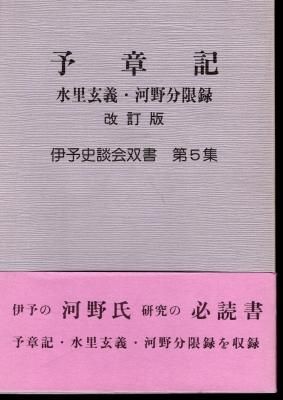 予章記
水里玄義・河野分限録
改訂版
伊予史談会双書 第5集
伊予の 河野氏 研究の 必読書
予章記・水里玄義・河野分限録を収録